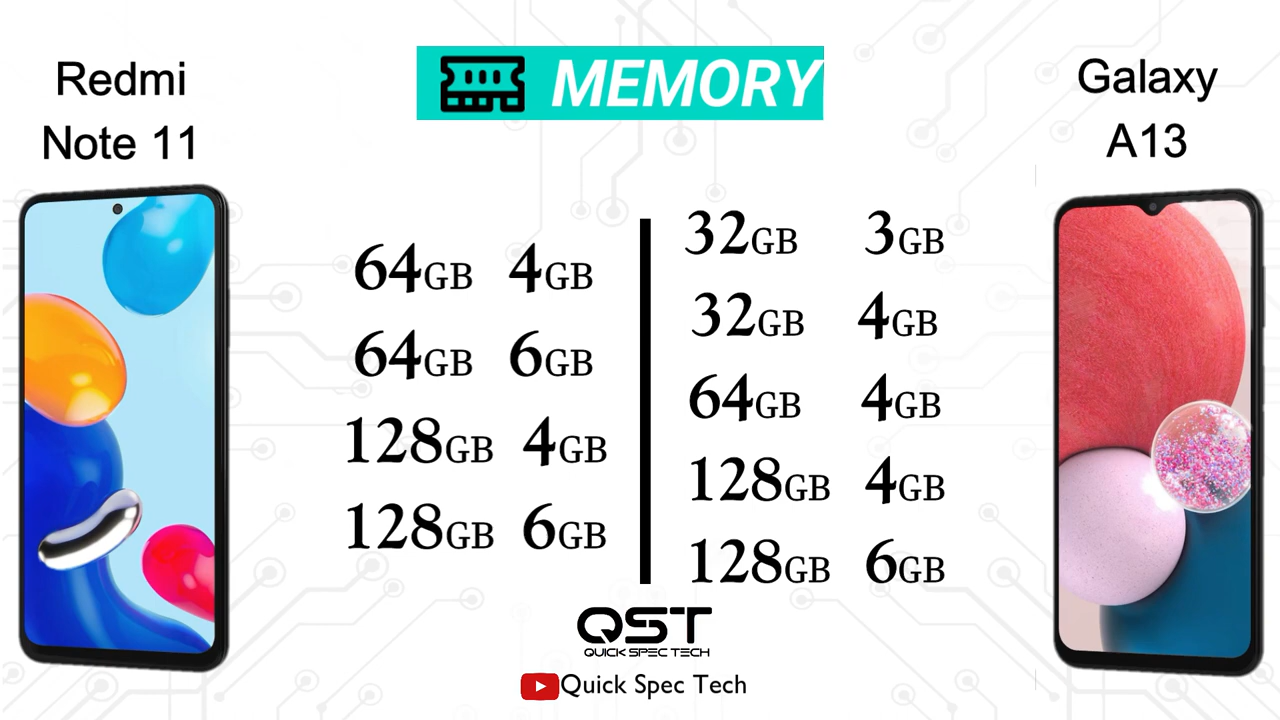 Redmi
Note 11
MEMORY
Galaxy
A13
64GB 4GB
64GB 6GB
128GB 4GB
128GB 6GB
32GB 3GB
32GB 4GB
64GB 4GB
128GB 4GB
128GB 6GB
QST
QUICK SPEC TECH
Quick Spec Tech